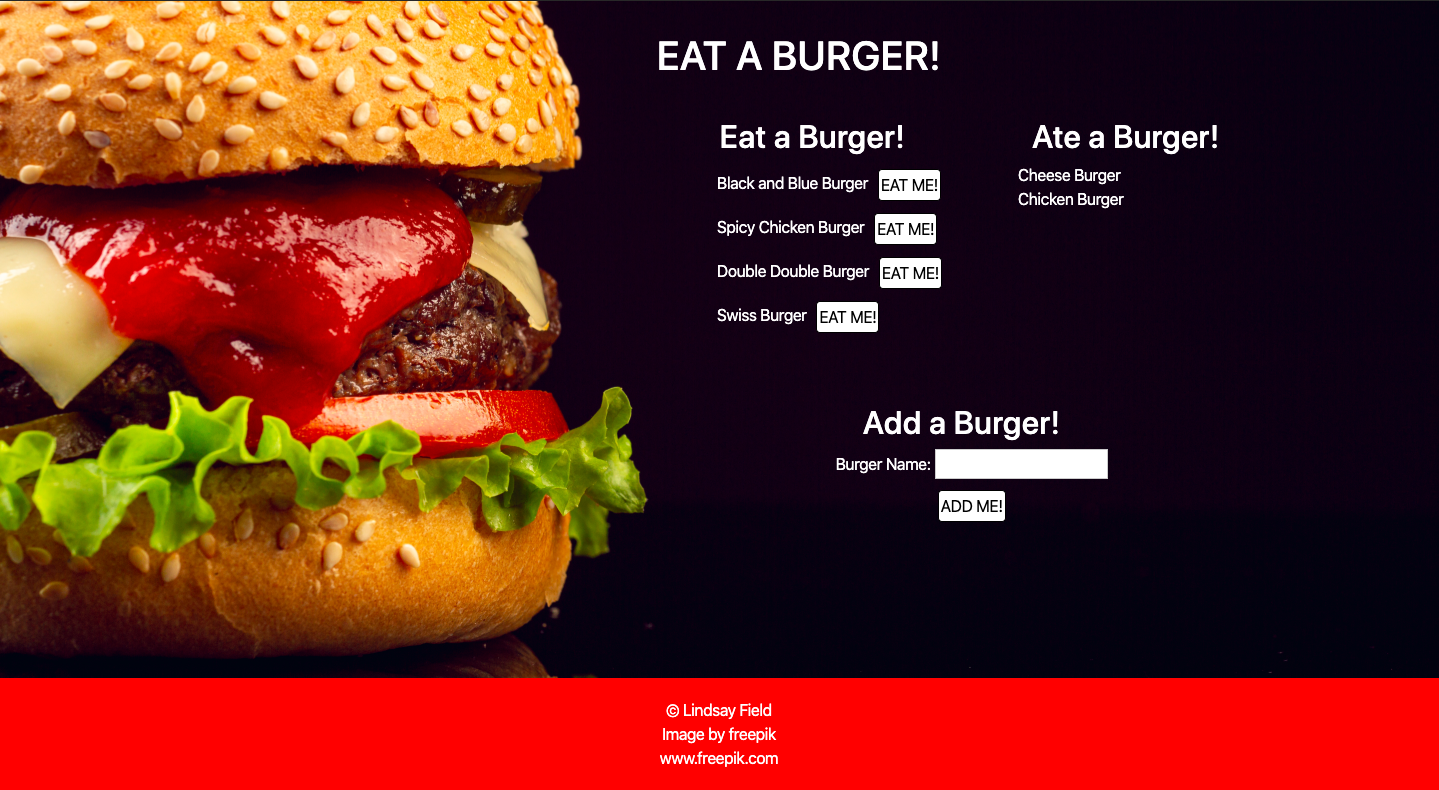 EAT A BURGER!
Eat a Burger!
Black and Blue Burger EAT ME!
Spicy Chicken Burger EAT ME!
Double Double Burger EAT ME!
Swiss Burger EAT ME!
Ate a Burger!
Cheese Burger
Chicken Burger
Add a Burger!
Burger Name:
ADD ME!
© Lindsay Field
Image by freepik
www.freepik.com